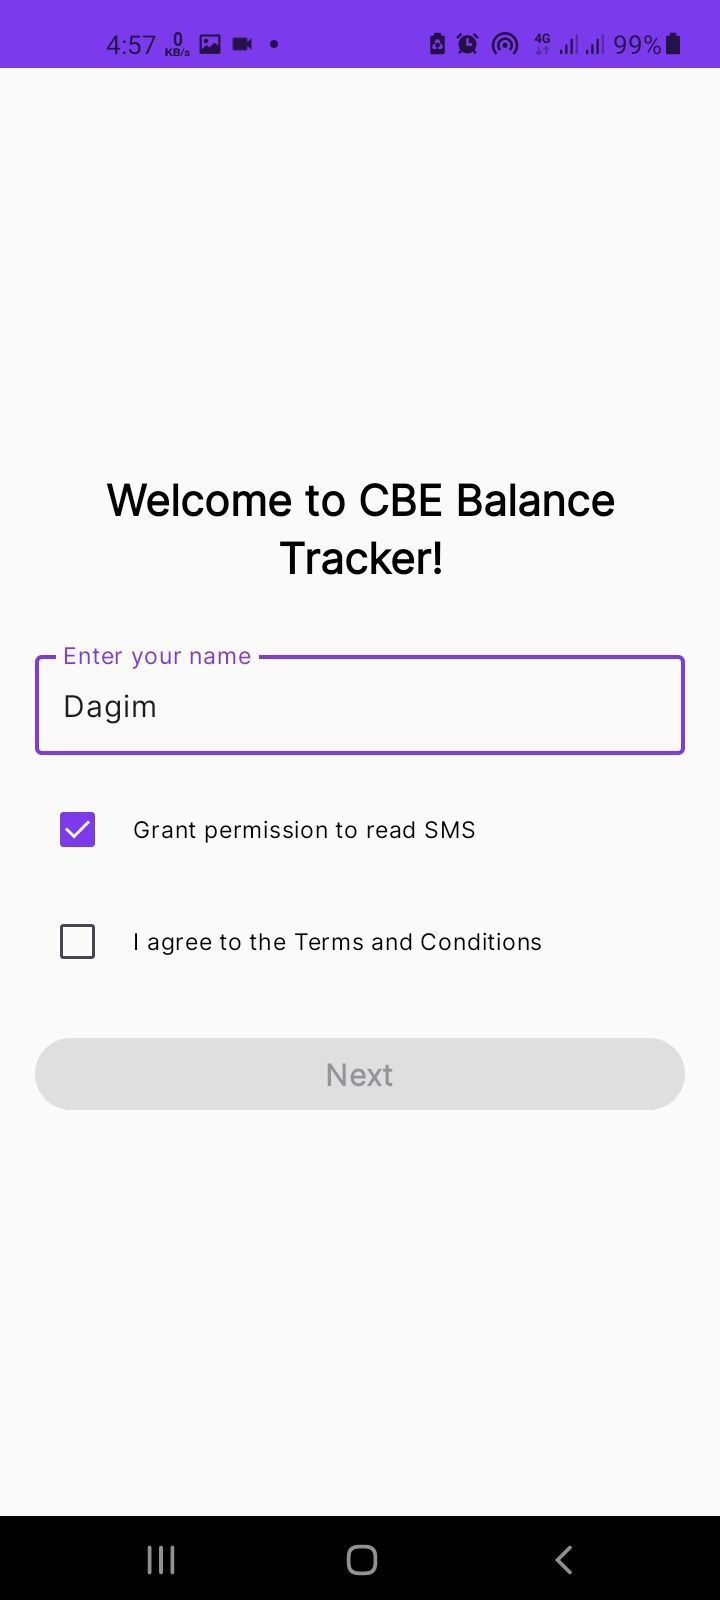 4:57 0 KB/s 4G 99%
Welcome to CBE Balance
Tracker!
Enter your name
Dagim
Grant permission to read SMS
I agree to the Terms and Conditions
Next